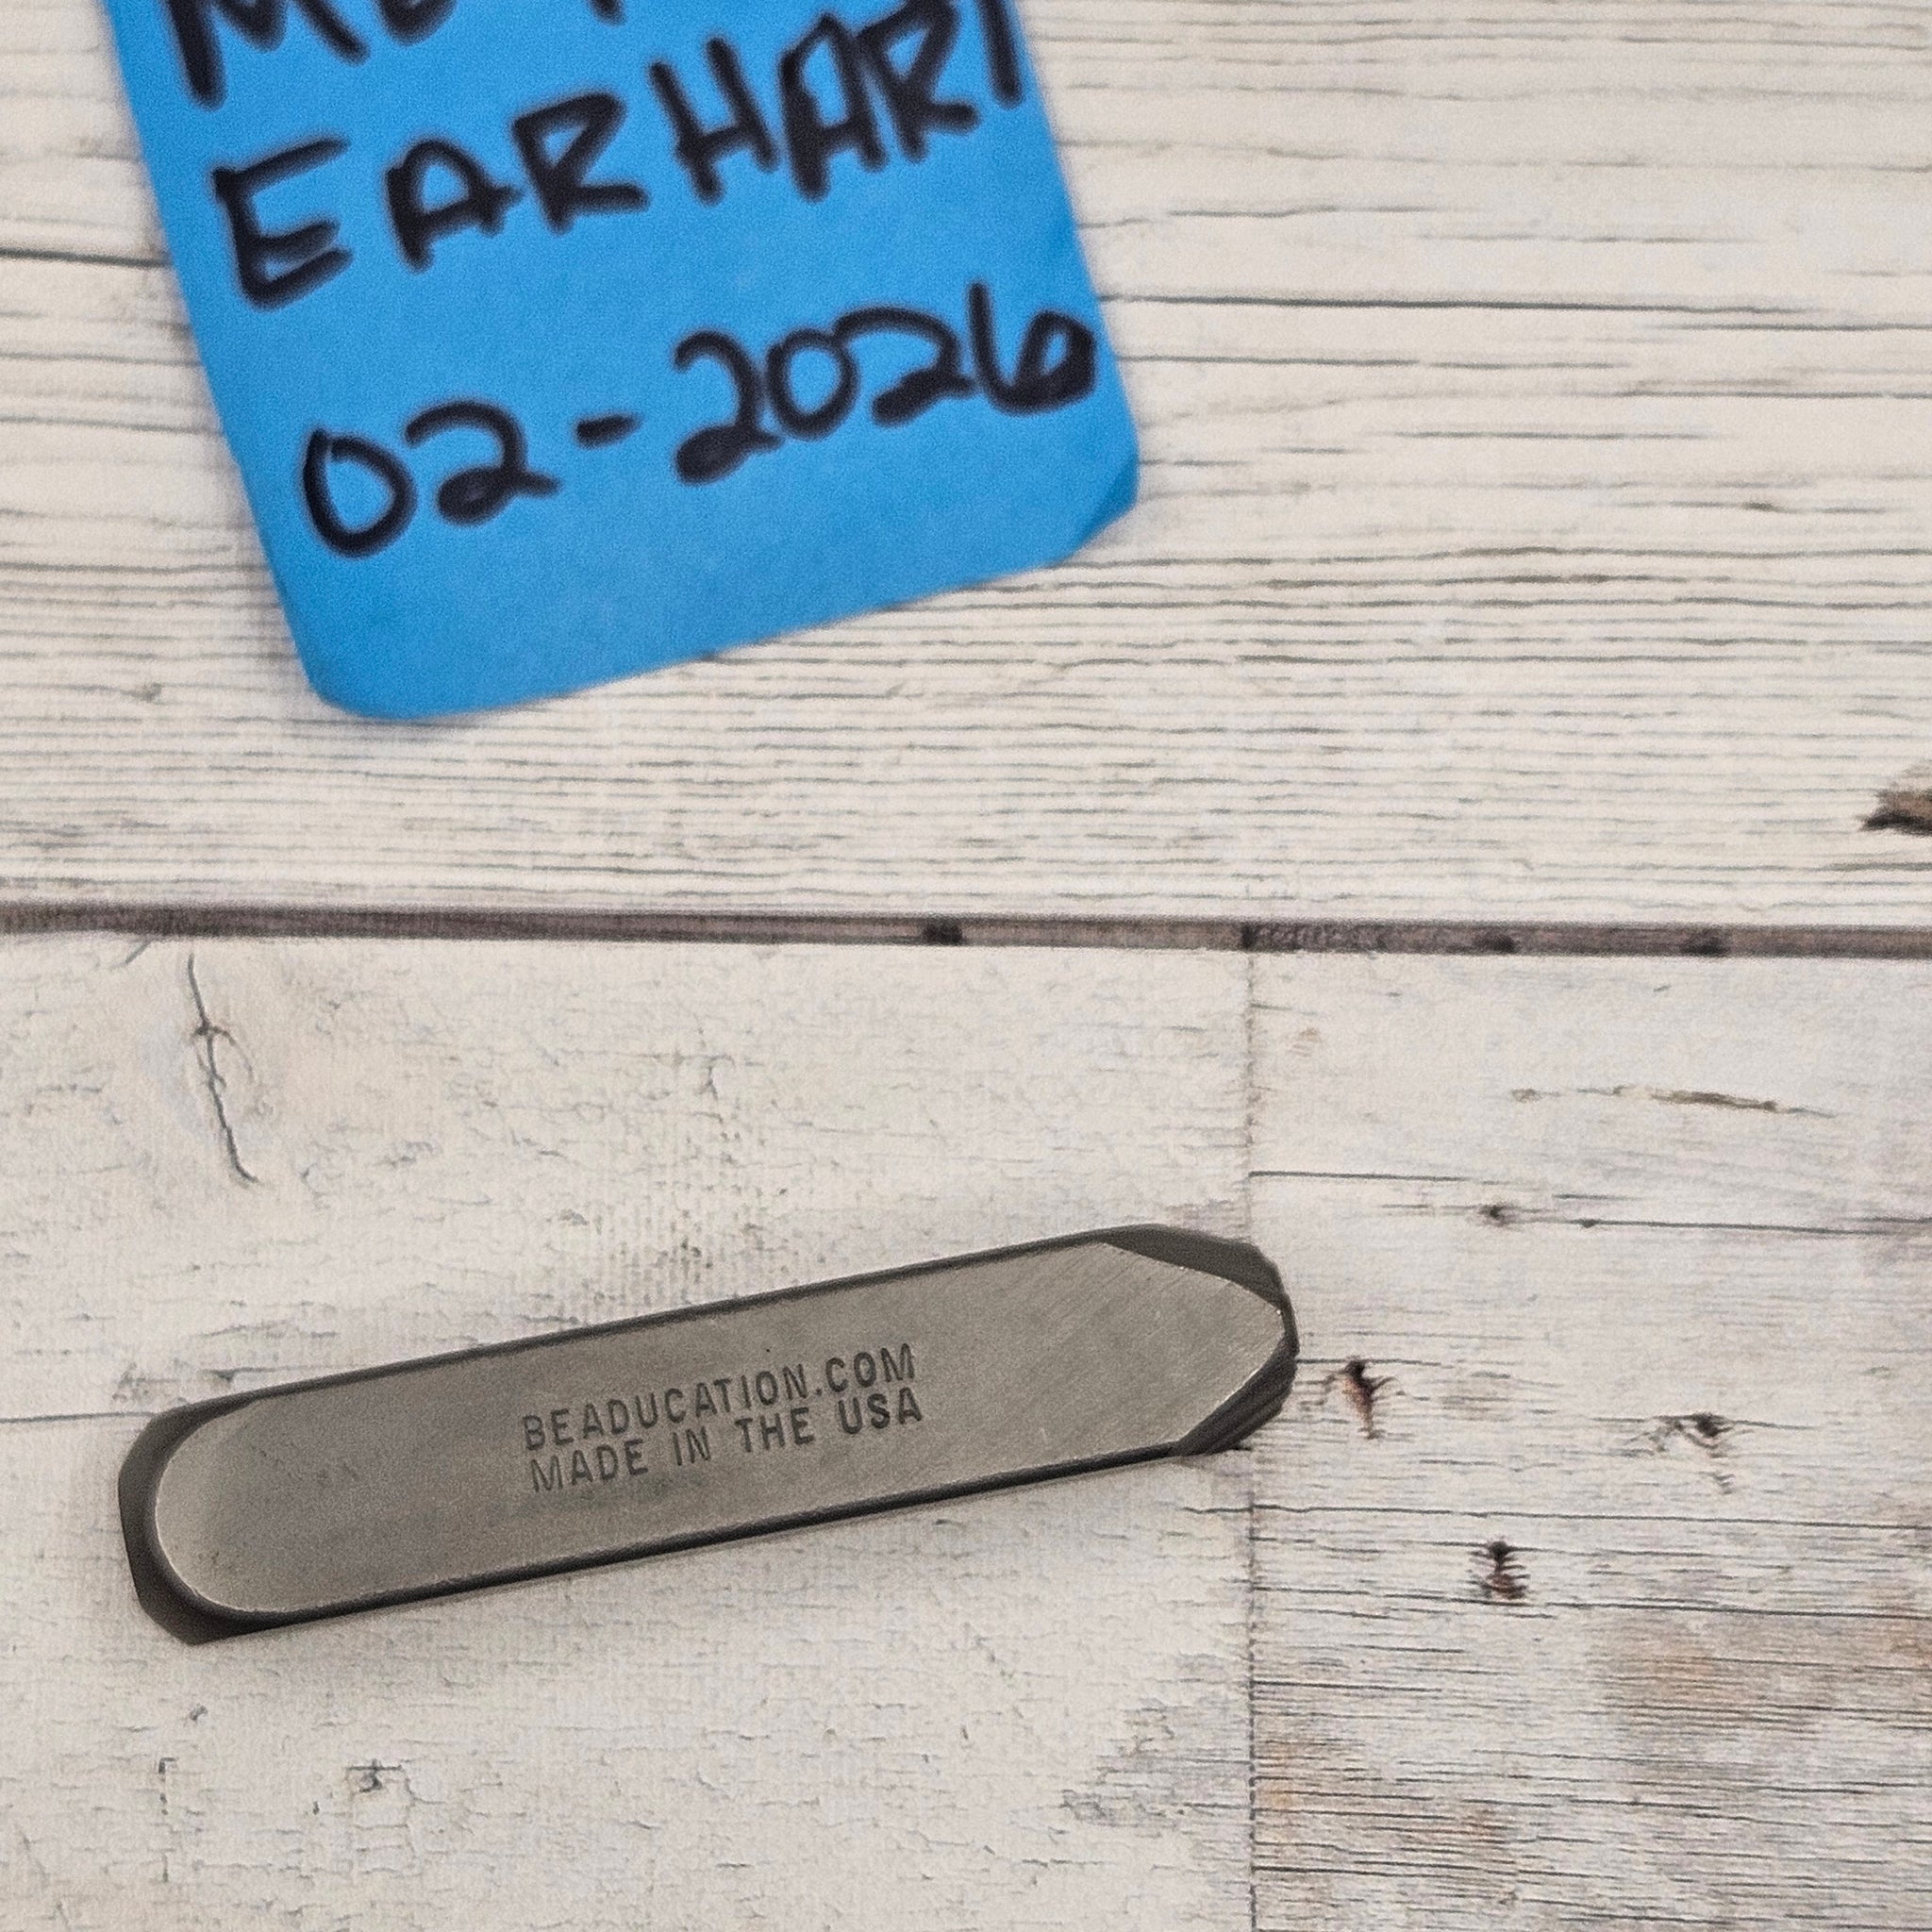 EARHART
02-2026
BEADUCATION.COM
MADE IN THE USA